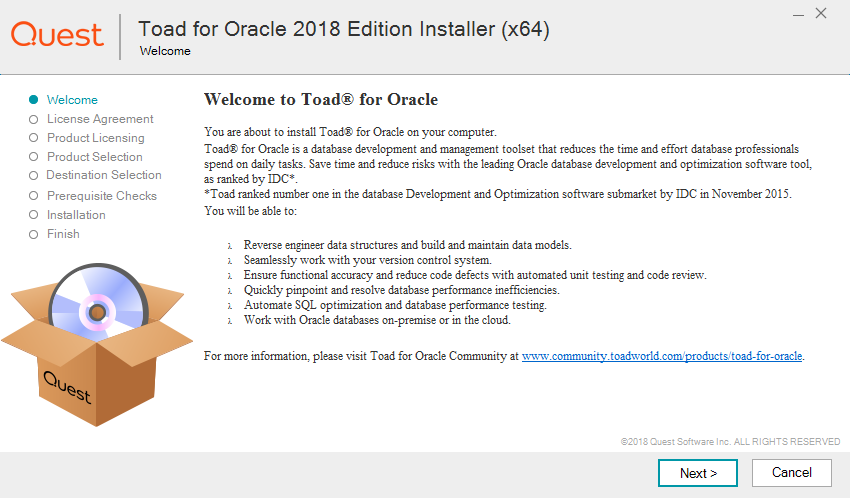 Quest
Toad for Oracle 2018 Edition Installer (x64)
Welcome
Welcome
License Agreement
Product Licensing
Product Selection
Destination Selection
Prerequisite Checks
Installation
Finish
Quest
Welcome to Toad® for Oracle
You are about to install Toad® for Oracle on your computer.
Toad® for Oracle is a database development and management toolset that reduces the time and effort database professionals
spend on daily tasks. Save time and reduce risks with the leading Oracle database development and optimization software tool,
as ranked by IDC*.
*Toad ranked number one in the database Development and Optimization software submarket by IDC in November 2015.
You will be able to:
Reverse engineer data structures and build and maintain data models.
Seamlessly work with your version control system.
Ensure functional accuracy and reduce code defects with automated unit testing and code review.
Quickly pinpoint and resolve database performance inefficiencies.
Automate SQL optimization and database performance testing.
Work with Oracle databases on-premise or in the cloud.
For more information, please visit Toad for Oracle Community at www.community.toadworld.com/products/toad-for-oracle.
©2018 Quest Software Inc. ALL RIGHTS RESERVED
Next >
Cancel